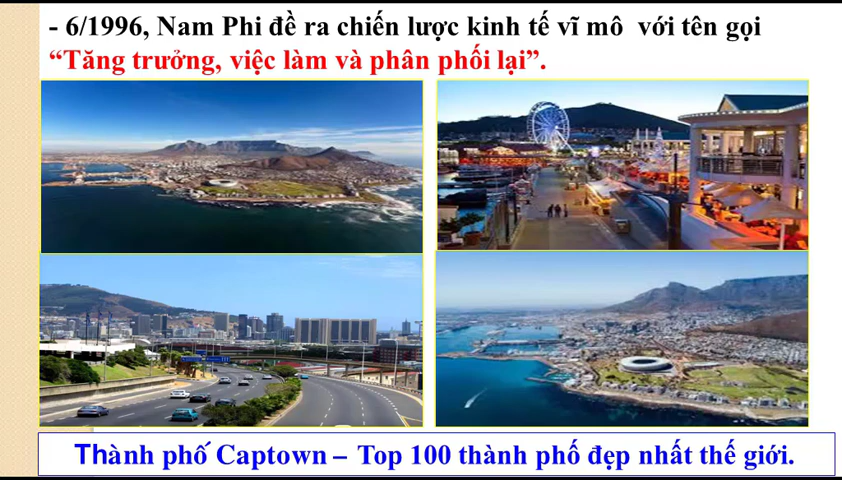 - 6/1996, Nam Phi đề ra chiến lược kinh tế vĩ mô với tên gọi
“Tăng trưởng, việc làm và phân phối lại”.
Thành phố Captown – Top 100 thành phố đẹp nhất thế giới.